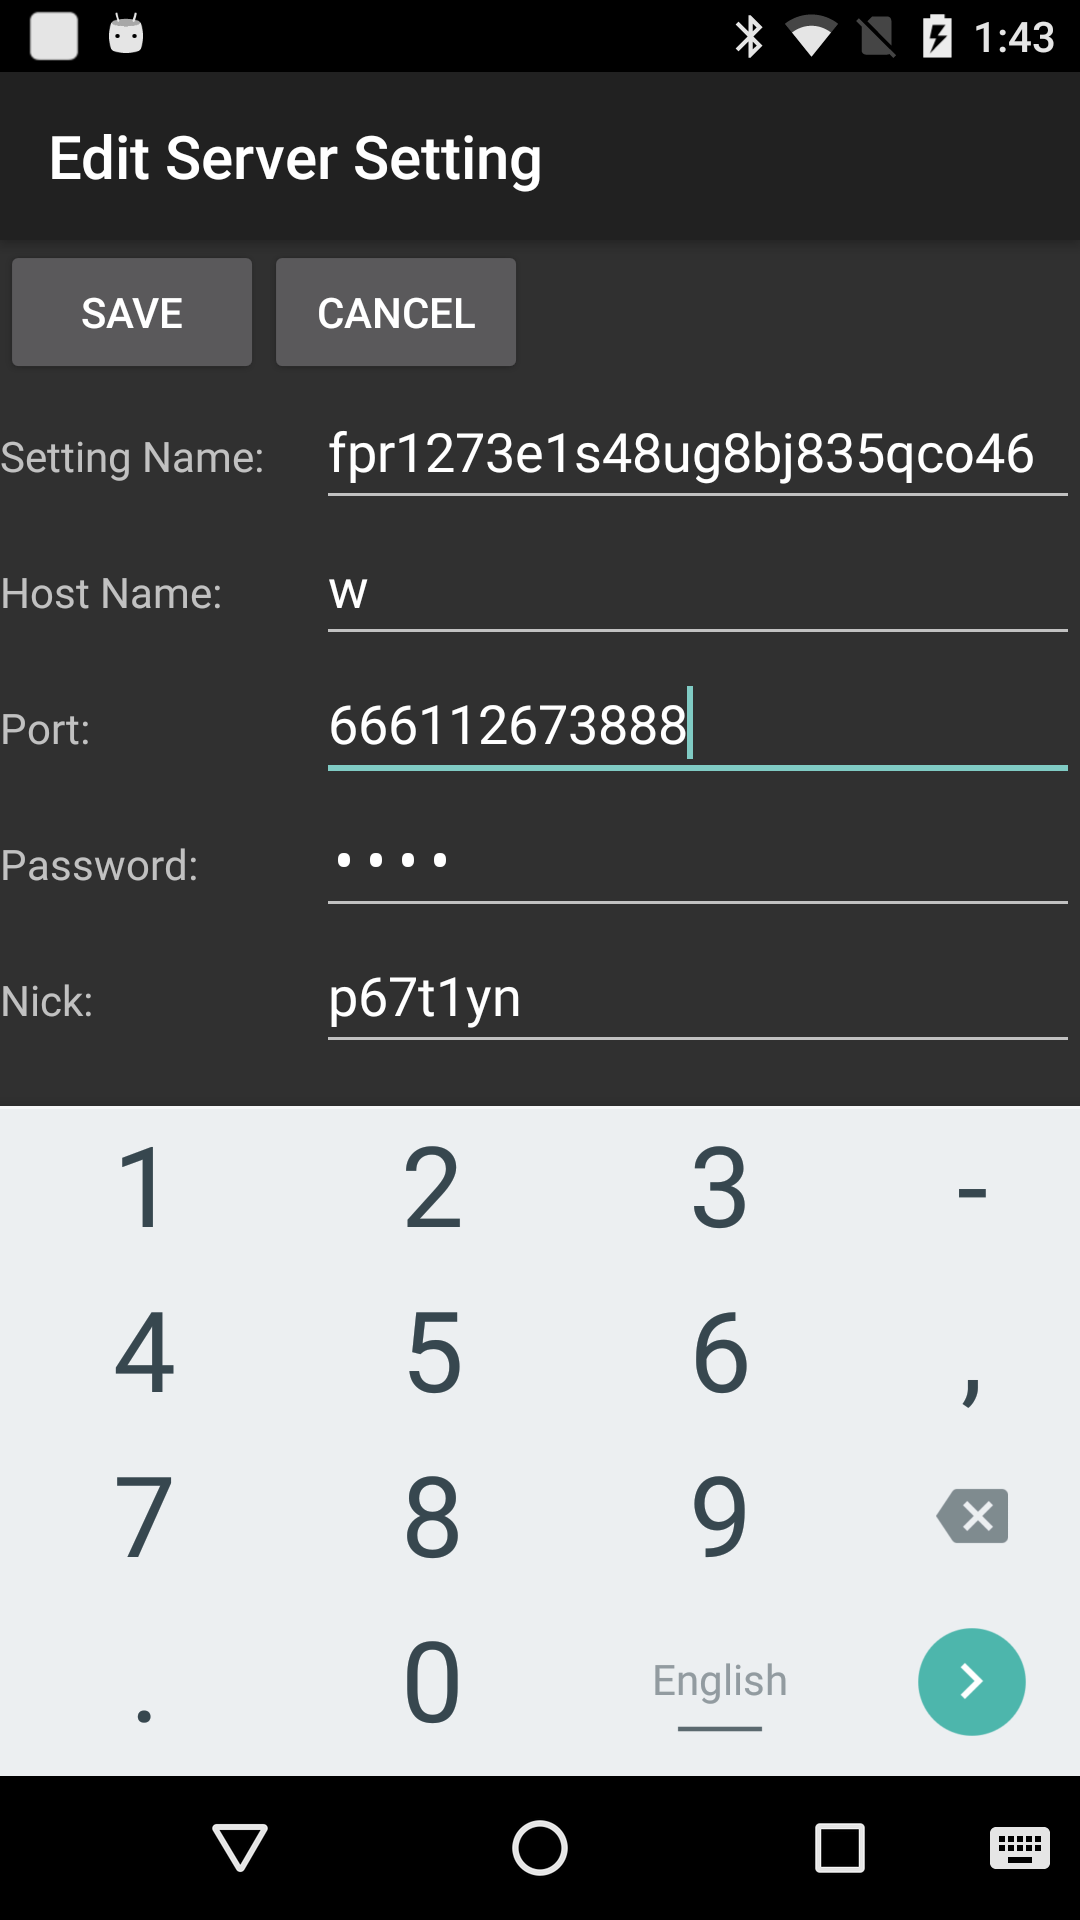 1:43
Edit Server Setting
SAVE CANCEL
Setting Name: fpr1273e1s48ug8bj835qco46
Host Name: w
Port: 666112673888
Password: ••••
Nick: p67t1yn
1 2 3 -
4 5 6 ,
7 8 9
. 0 English